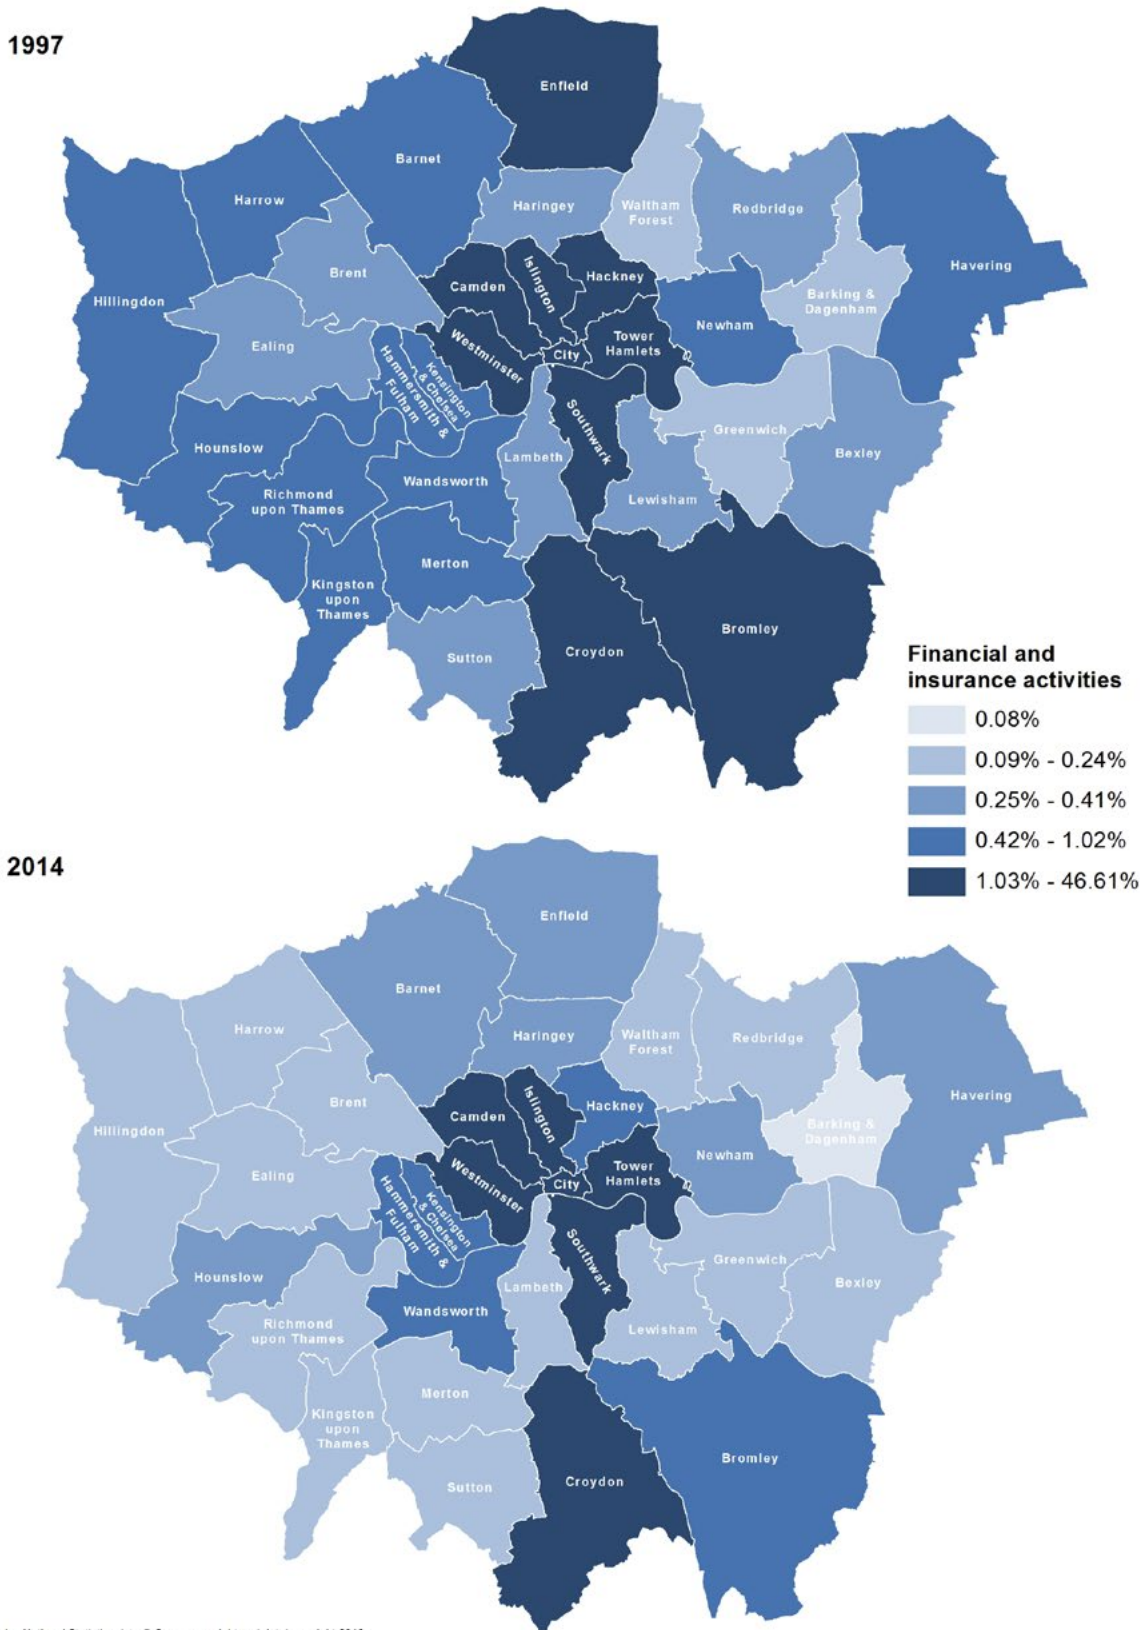 1997
Enfield
Barnet
Harrow
Haringey
Waltham
Forest
Redbridge
Havering
Hillingdon
Brent
Camden
Islington
Hackney
Barking &
Dagenham
Ealing
Newham
Westminster
City
Tower
Hamlets
Kensington
& Chelsea
Hammersmith &
Fulham
Southwark
Greenwich
Hounslow
Lambeth
Bexley
Wandsworth
Richmond
upon Thames
Lewisham
Merton
Kingston
upon
Thames
Sutton
Croydon
Bromley
Financial and
insurance activities
0.08%
0.09% - 0.24%
0.25% - 0.41%
0.42% - 1.02%
1.03% - 46.61%
2014
Enfield
Barnet
Harrow
Haringey
Waltham
Forest
Redbridge
Havering
Hillingdon
Brent
Camden
Islington
Hackney
Barking &
Dagenham
Ealing
Newham
Westminster
City
Tower
Hamlets
Kensington
& Chelsea
Hammersmith &
Fulham
Southwark
Greenwich
Hounslow
Lambeth
Bexley
Wandsworth
Richmond
upon Thames
Lewisham
Merton
Kingston
upon
Thames
Sutton
Croydon
Bromley